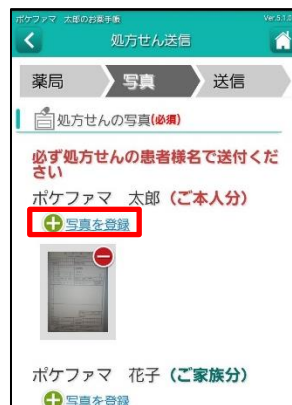 ポケファマ 太郎のお薬手帳 Ver.5.1.0
処方せん送信
薬局 写真 送信
処方せんの写真(必須)
必ず処方せんの患者様名で送付くだ
さい
ポケファマ 太郎(ご本人分)
写真を登録
ポケファマ 花子(ご家族分)
写真を登録